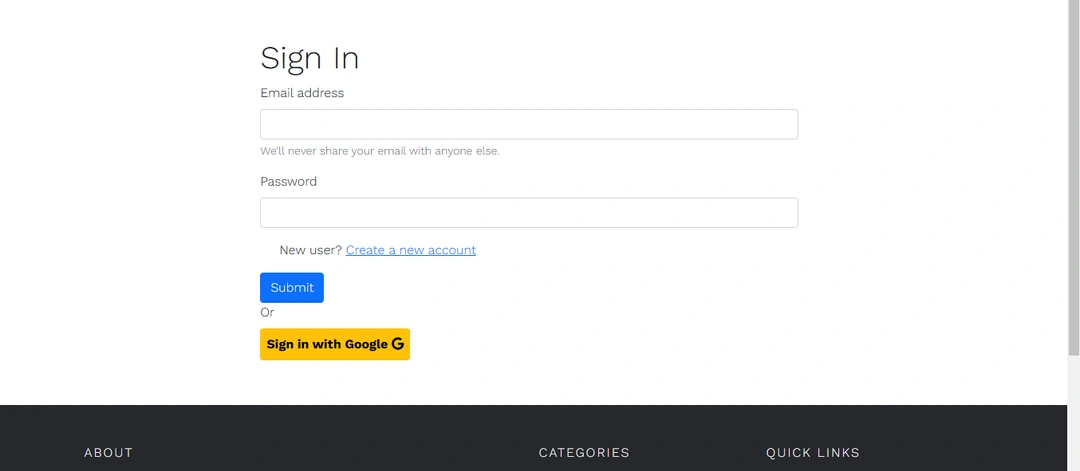 Sign In
Email address
We'll never share your email with anyone else.
Password
New user? Create a new account
Submit
Or
Sign in with Google G
ABOUT CATEGORIES QUICK LINKS